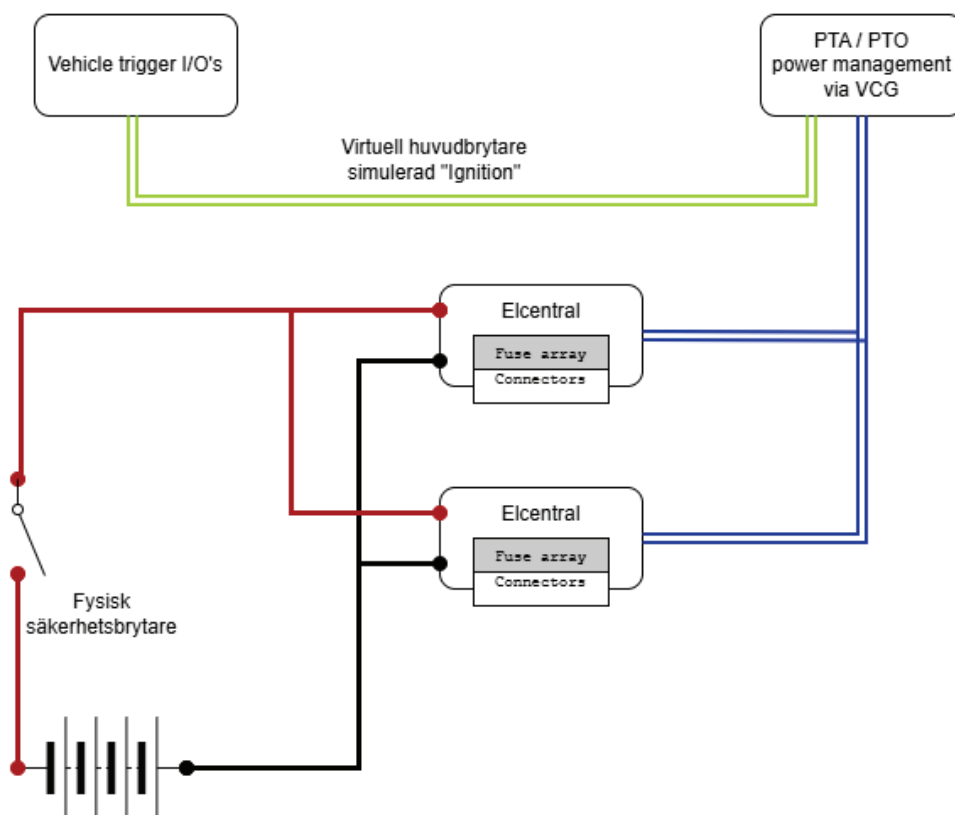 Vehicle trigger I/O's
PTA / PTO
power management
via VCG
Virtuell huvudbrytare
simulerad "Ignition"
Elcentral
Fuse array
Connectors
Elcentral
Fuse array
Connectors
Fysisk
säkerhetsbrytare